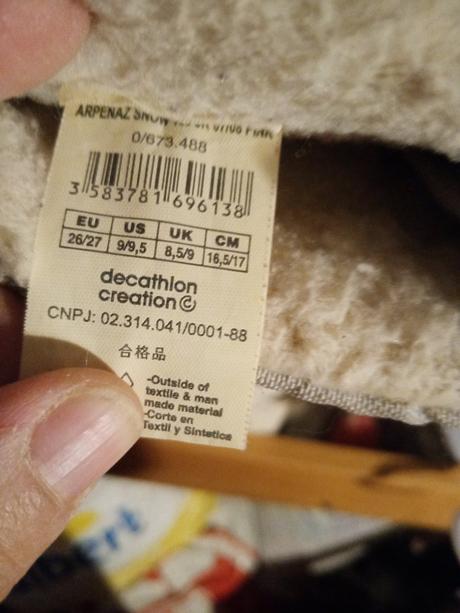 ARPENAZ SNOW
0/673.488
3 583781 696138
EU US UK CM
26/27 9/9,5 8,5/9 16,5/17
decathlon
creation
CNPJ: 02.314.041/0001-88
合格品
-Outside of
textile & man
made material
-Corte en
Textil y Sintetica
bert